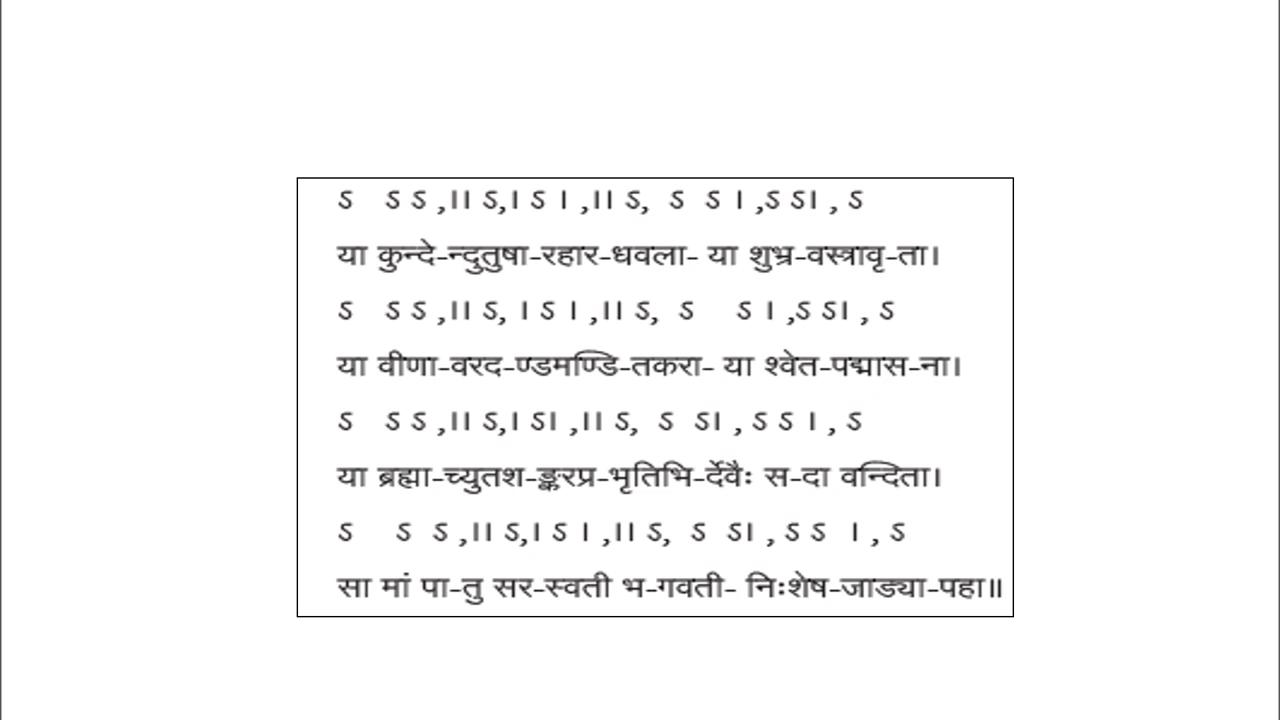 ऽ ऽ ऽ ,।। ऽ,। ऽ । ,।। ऽ, ऽ ऽ । ,ऽ ऽ। , ऽ
या कुन्दे-न्दुतुषा-रहार-धवला- या शुभ्र-वस्त्रावृ-ता।
ऽ ऽ ऽ ,।। ऽ, । ऽ । ,।। ऽ, ऽ ऽ । ,ऽ ऽ। , ऽ
या वीणा-वरद-ण्डमण्डि-तकरा- या श्वेत-पद्मास-ना।
ऽ ऽ ऽ ,।। ऽ,। ऽ। ,।। ऽ, ऽ ऽ। , ऽ ऽ । , ऽ
या ब्रह्मा-च्युतश-ङ्करप्र-भृतिभि-र्देवैः स-दा वन्दिता।
ऽ ऽ ऽ ,।। ऽ,। ऽ । ,।। ऽ, ऽ ऽ। , ऽ ऽ । , ऽ
सा मां पा-तु सर-स्वती भ-गवती- निःशेष-जाड्या-पहा॥